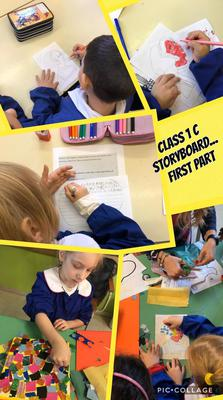 CLASS 1 C
STORYBOARD...
FIRST PART
PIC•COLLAGE